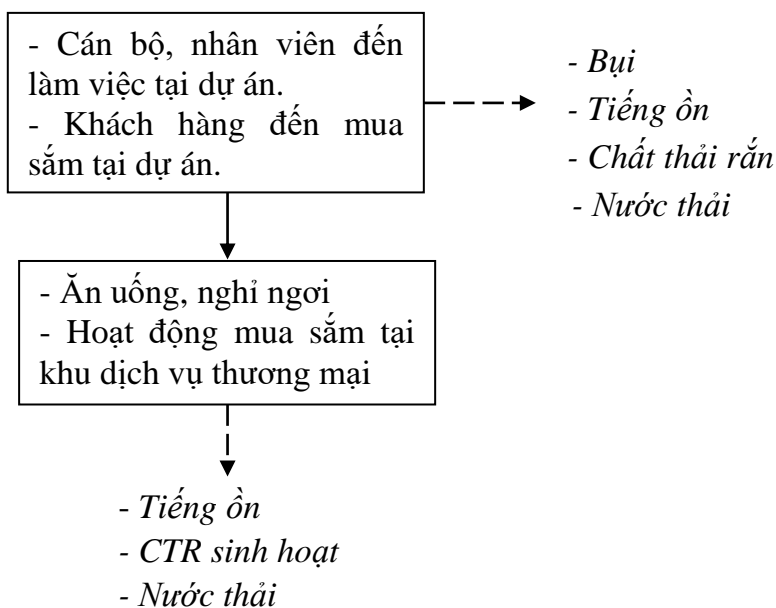 - Cán bộ, nhân viên đến
làm việc tại dự án.
- Khách hàng đến mua
sắm tại dự án.
- Bụi
- Tiếng ồn
- Chất thải rắn
- Nước thải
- Ăn uống, nghỉ ngơi
- Hoạt động mua sắm tại
khu dịch vụ thương mại
- Tiếng ồn
- CTR sinh hoạt
- Nước thải